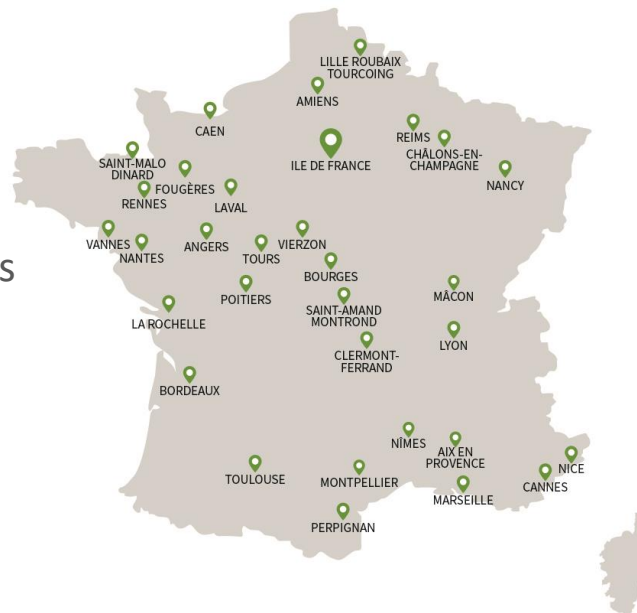 LILLE ROUBAIX
TOURCOING
AMIENS
CAEN
REIMS
CHÂLONS-EN-
CHAMPAGNE
ILE DE FRANCE
NANCY
SAINT-MALO
DINARD
FOUGÈRES
RENNES
LAVAL
VANNES
NANTES
ANGERS
TOURS
VIERZON
BOURGES
S
POITIERS
SAINT-AMAND
MONTROND
MÂCON
LA ROCHELLE
LYON
CLERMONT-
FERRAND
BORDEAUX
NÎMES
AIX EN
PROVENCE
NICE
CANNES
TOULOUSE
MONTPELLIER
MARSEILLE
PERPIGNAN